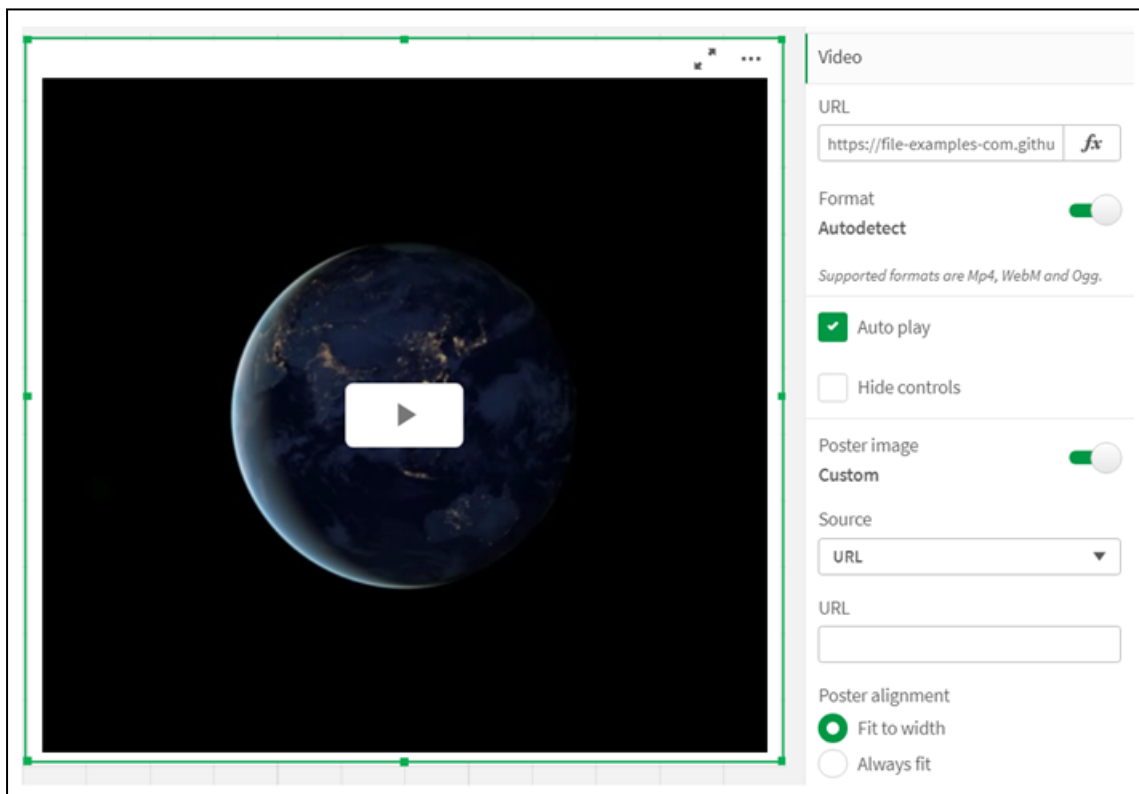 Video
URL
https://file-examples-com.githu
fx
Format
Autodetect
Supported formats are Mp4, WebM and Ogg.
Auto play
Hide controls
Poster image
Custom
Source
URL
URL
Poster alignment
Fit to width
Always fit